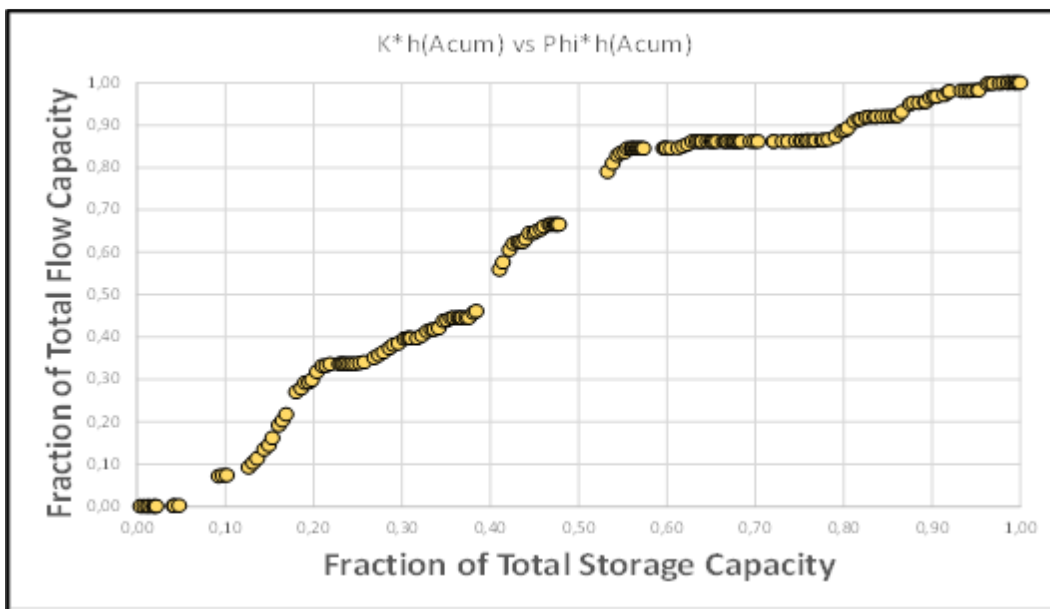 K*h(Acum) vs Phi*h(Acum)
Fraction of Total Flow Capacity
1,00
0,90
0,80
0,70
0,60
0,50
0,40
0,30
0,20
0,10
0,00
0,00 0,10 0,20 0,30 0,40 0,50 0,60 0,70 0,80 0,90 1,00
Fraction of Total Storage Capacity